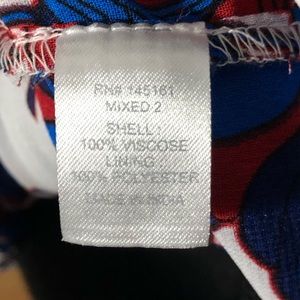 RN# 145161
MIXED 2
SHELL :
100% VISCOSE
LINING :
100% POLYESTER
MADE IN INDIA